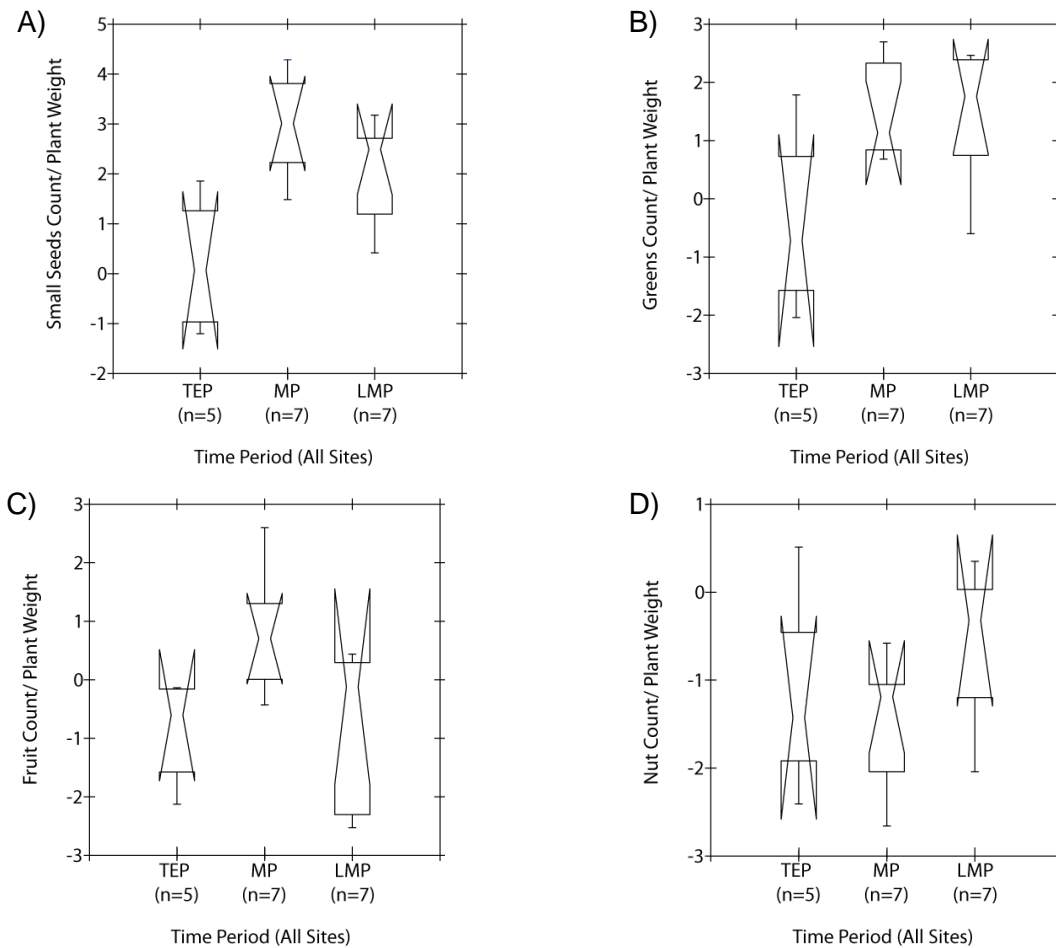 A)
Small Seeds Count/ Plant Weight
5
4
3
2
1
0
-1
-2
TEP MP LMP
(n=5) (n=7) (n=7)
Time Period (All Sites)
B)
Greens Count/ Plant Weight
3
2
1
0
-1
-2
-3
TEP MP LMP
(n=5) (n=7) (n=7)
Time Period (All Sites)
C)
Fruit Count/ Plant Weight
3
2
1
0
-1
-2
-3
TEP MP LMP
(n=5) (n=7) (n=7)
Time Period (All Sites)
D)
Nut Count/ Plant Weight
1
0
-1
-2
-3
TEP MP LMP
(n=5) (n=7) (n=7)
Time Period (All Sites)